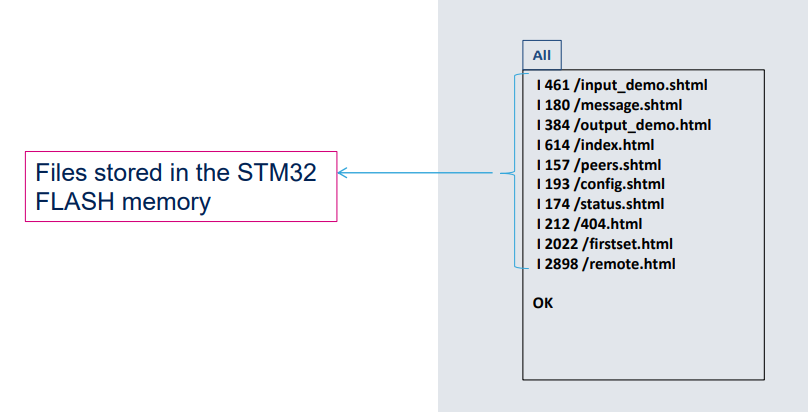 Files stored in the STM32
FLASH memory
All
I 461 /input_demo.shtml
I 180 /message.shtml
I 384 /output_demo.html
I 614 /index.html
I 157 /peers.shtml
I 193 /config.shtml
I 174 /status.shtml
I 212 /404.html
I 2022 /firstset.html
I 2898 /remote.html
OK